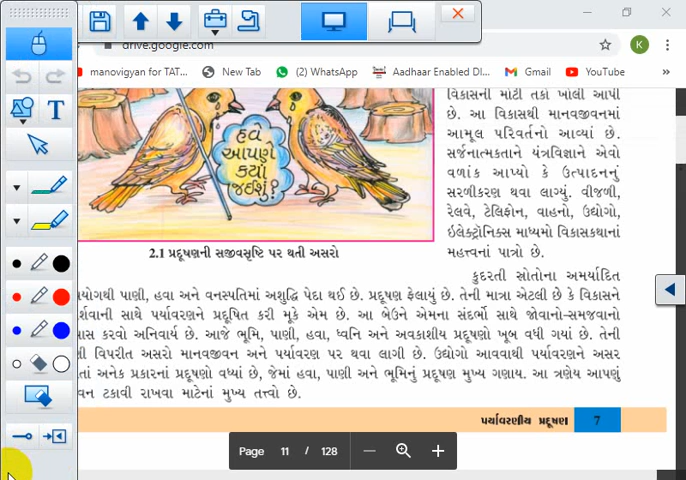 drive.google.com
K
manovigyan for TAT...
New Tab
(2) WhatsApp
Aadhaar Enabled DI...
Gmail
YouTube
T
વિકાસની મોટી તકો ખોલી આપી
છે. આ વિકાસથી માનવજીવનમાં
આમૂલ પરિવર્તનો આવ્યાં છે.
સર્જનાત્મકતાને યંત્રવિજ્ઞાને એવો
વળાંક આપ્યો કે ઉત્પાદનનું
સરળીકરણ થવા લાગ્યું. વીજળી,
રેલવે, ટેલિફોન, વાહનો, ઉદ્યોગો,
ઇલેક્ટ્રોનિક્સ માધ્યમો વિકાસકથાનાં
મહત્ત્વનાં પાત્રો છે.
હવે
આપણે
ક્યાં
જઈશું?
2.1 પ્રદૂષણની સજીવસૃષ્ટિ પર થતી અસરો
કુદરતી સ્રોતોના અમર્યાદિત
યોગથી પાણી, હવા અને વનસ્પતિમાં અશુદ્ધિ પેદા થઈ છે. પ્રદૂષણ ફેલાયું છે. તેની માત્રા એટલી છે કે વિકાસને
ર્શવાની સાથે પર્યાવરણને પ્રદૂષિત કરી મૂકે એમ છે. આ બેઉને એમના સંદર્ભો સાથે જોવાનો-સમજવાનો
ાસ કરવો અનિવાર્ય છે. આજે ભૂમિ, પાણી, હવા, ધ્વનિ અને અવકાશીય પ્રદૂષણો ખૂબ વધી ગયાં છે. તેની
ી વિપરીત અસરો માનવજીવન અને પર્યાવરણ પર થવા લાગી છે. ઉદ્યોગો આવવાથી પર્યાવરણને અસર
તાં અનેક પ્રકારનાં પ્રદૂષણો વધ્યાં છે, જેમાં હવા, પાણી અને ભૂમિનું પ્રદૂષણ મુખ્ય ગણાય. આ ત્રણેય આપણું
વન ટકાવી રાખવા માટેનાં મુખ્ય તત્ત્વો છે.
પર્યાવરણીય પ્રદૂષણ 7
Page 11 / 128